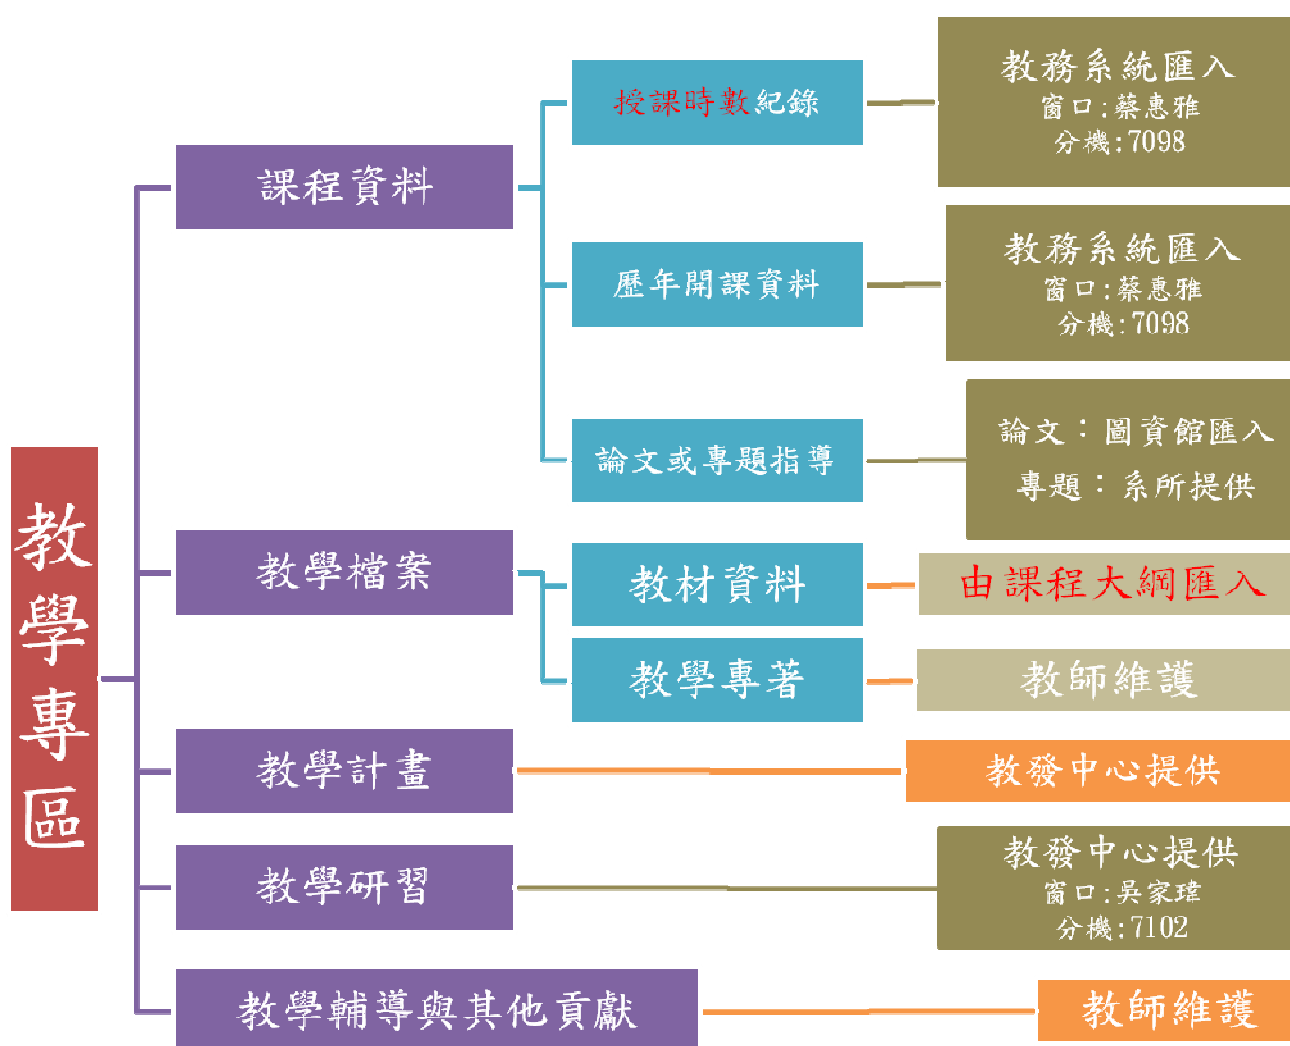 教學專區
課程資料
授課時數紀錄
教務系統匯入
窗口:蔡惠雅
分機:7098
歷年開課資料
教務系統匯入
窗口:蔡惠雅
分機:7098
論文或專題指導
論文：圖資館匯入
專題：系所提供
教學檔案
教材資料
由課程大綱匯入
教學專著
教師維護
教學計畫
教發中心提供
教學研習
教發中心提供
窗口:吳家瑋
分機:7102
教學輔導與其他貢獻
教師維護